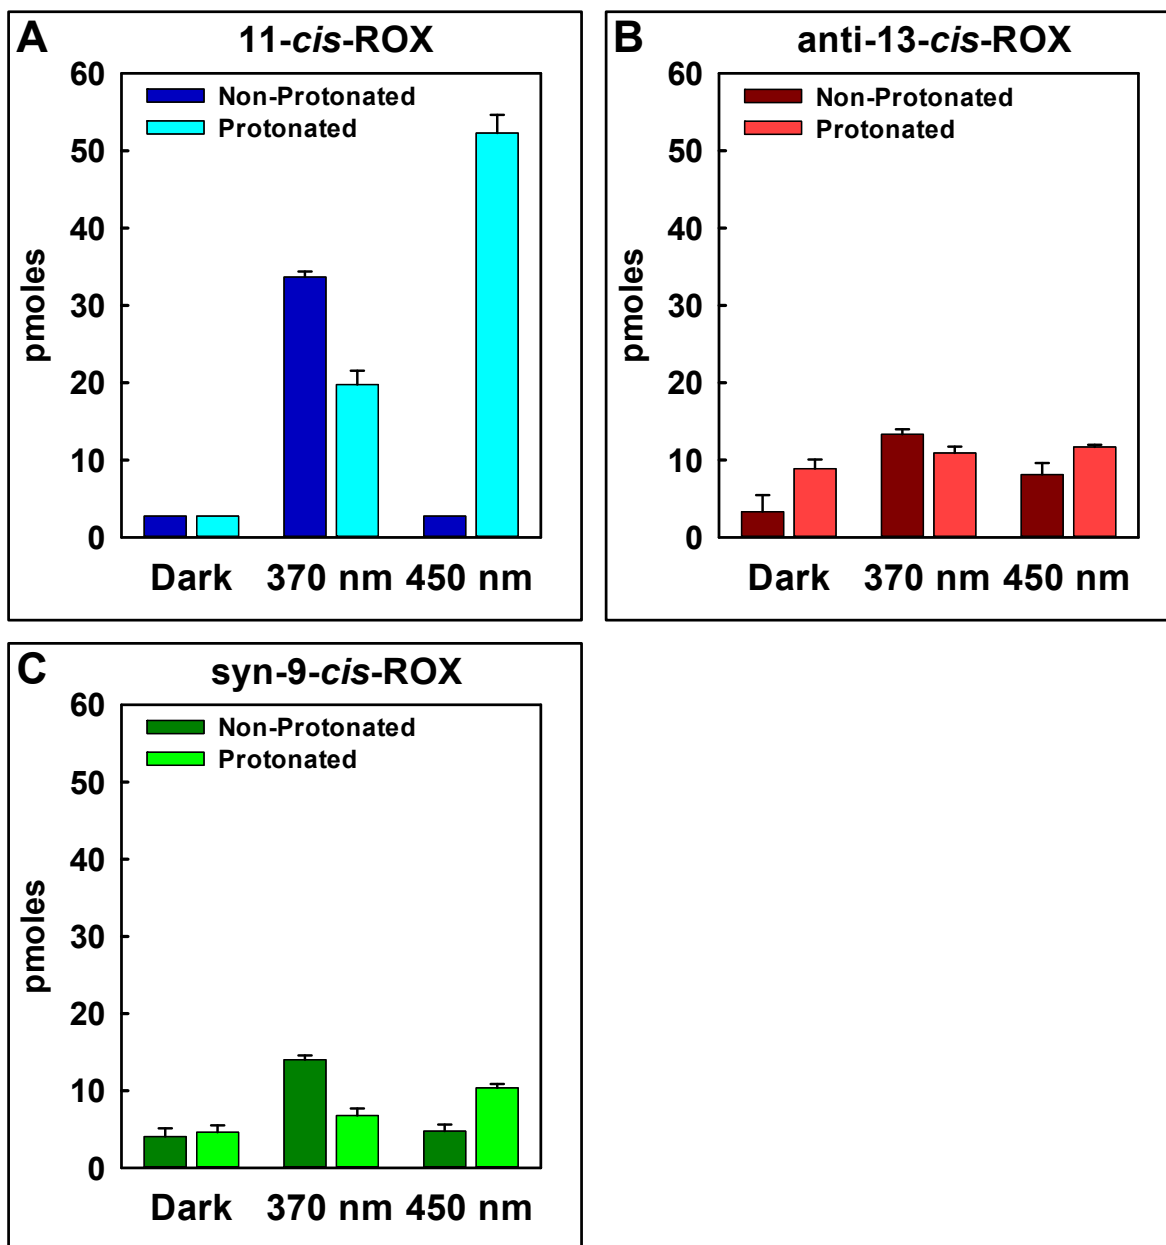 A
11-cis-ROX
Non-Protonated
Protonated
60
50
40
30
20
10
0
pmoles
Dark 370 nm 450 nm
B
anti-13-cis-ROX
Non-Protonated
Protonated
60
50
40
30
20
10
0
pmoles
Dark 370 nm 450 nm
C
syn-9-cis-ROX
Non-Protonated
Protonated
60
50
40
30
20
10
0
pmoles
Dark 370 nm 450 nm